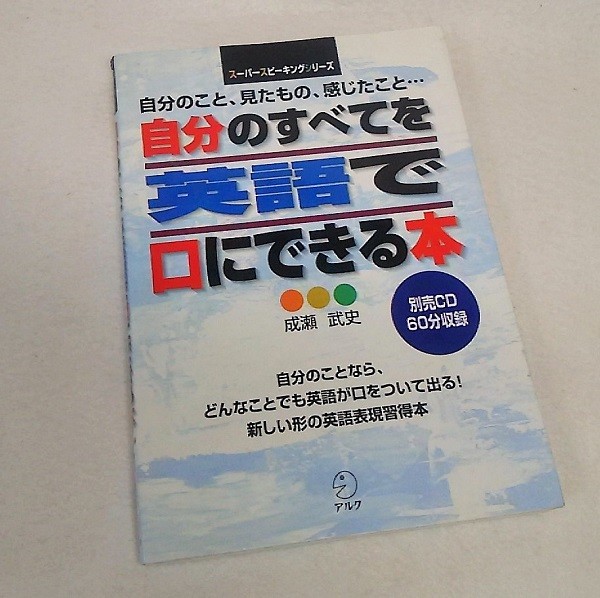 スーパースピーキングシリーズ
自分のこと、見たもの、感じたこと…
自分のすべてを
英語で
口にできる本
成瀬 武史
別売CD
60分収録
自分のことなら、
どんなことでも英語が口をついて出る!
新しい形の英語表現習得本
アルク